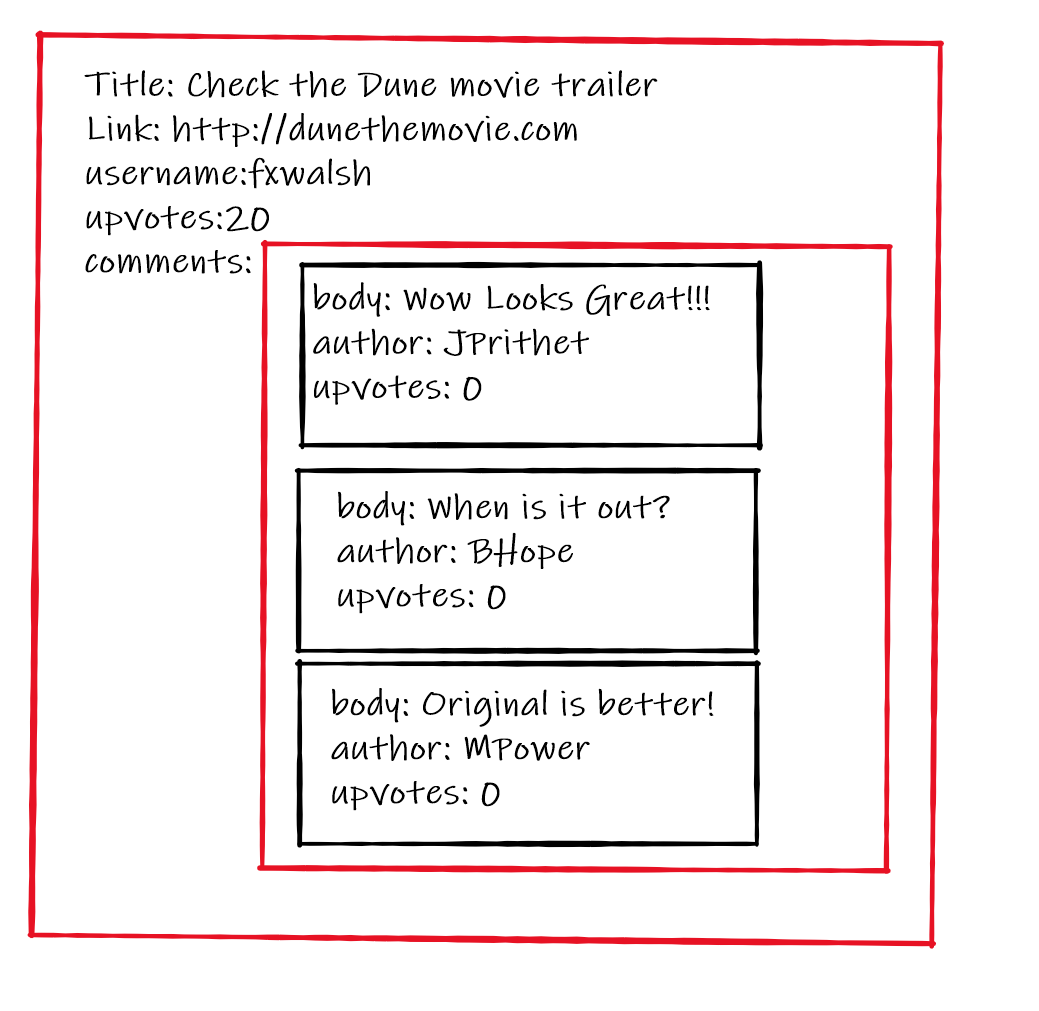 Title: Check the Dune movie trailer
Link: http://dunethemovie.com
username:fxwalsh
upvotes:20
comments:
body: Wow Looks Great!!!
author: JPrithet
upvotes: 0
body: When is it out?
author: BHope
upvotes: 0
body: Original is better!
author: MPower
upvotes: 0